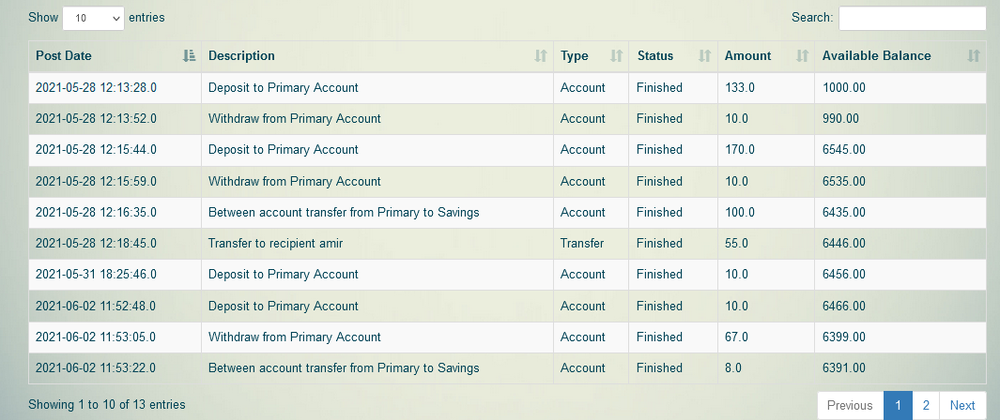 Show 10 entries Search:
Post Date Description Type Status Amount Available Balance
2021-05-28 12:13:28.0 Deposit to Primary Account Account Finished 133.0 1000.00
2021-05-28 12:13:52.0 Withdraw from Primary Account Account Finished 10.0 990.00
2021-05-28 12:15:44.0 Deposit to Primary Account Account Finished 170.0 6545.00
2021-05-28 12:15:59.0 Withdraw from Primary Account Account Finished 10.0 6535.00
2021-05-28 12:16:35.0 Between account transfer from Primary to Savings Account Finished 100.0 6435.00
2021-05-28 12:18:45.0 Transfer to recipient amir Transfer Finished 55.0 6446.00
2021-05-31 18:25:46.0 Deposit to Primary Account Account Finished 10.0 6456.00
2021-06-02 11:52:48.0 Deposit to Primary Account Account Finished 10.0 6466.00
2021-06-02 11:53:05.0 Withdraw from Primary Account Account Finished 67.0 6399.00
2021-06-02 11:53:22.0 Between account transfer from Primary to Savings Account Finished 8.0 6391.00
Showing 1 to 10 of 13 entries Previous 1 2 Next